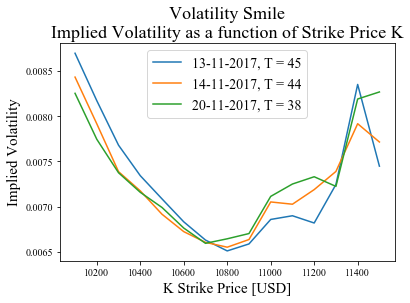 Volatility Smile
Implied Volatility as a function of Strike Price K
13-11-2017, T = 45
14-11-2017, T = 44
20-11-2017, T = 38
Implied Volatility
0.0085
0.0080
0.0075
0.0070
0.0065
10200 10400 10600 10800 11000 11200 11400
K Strike Price [USD]